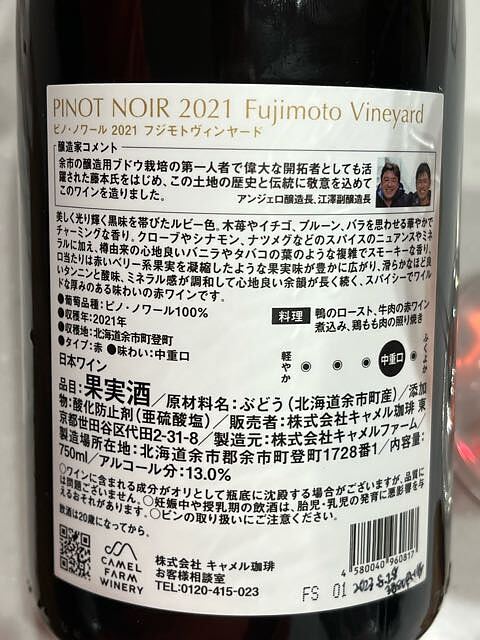 PINOT NOIR 2021 Fujimoto Vineyard
ピノ・ノワール 2021 フジモトヴィンヤード
醸造家コメント
余市の醸造用ブドウ栽培の第一人者で偉大な開拓者としても活
躍された藤本氏をはじめ、この土地の歴史と伝統に敬意を込めて
このワインを造りました。
アンジェロ醸造長、江澤副醸造長
美しく光り輝く黒味を帯びたルビー色。木苺やイチゴ、プルーン、バラを思わせる華やかで
チャーミングな香り。クローブやシナモン、ナツメグなどのスパイスのニュアンスやミネ
ラルに加え、樽由来の心地良いバニラやタバコの葉のような複雑でスモーキーな香り。
口当たりは赤いベリー系果実を凝縮したような果実味が豊かに広がり、滑らかなほど良
いタンニンと酸味、ミネラル感が調和して心地良い余韻が長く続く、スパイシーでワイル
ドな厚みのある味わいの赤ワインです。
●葡萄品種：ピノ・ノワール100%
●収穫年：2021年
●収穫地：北海道余市町登町
●タイプ：赤 ●味わい：中重口
料理 鴨のロースト、牛肉の赤ワイン
煮込み、鶏もも肉の照り焼き
軽やか 中重口 ふくよか
日本ワイン
品目：果実酒／原材料名：ぶどう（北海道余市町産）／添加
物：酸化防止剤（亜硫酸塩）／販売者：株式会社キャメル珈琲 東
京都世田谷区代田2-31-8／製造元：株式会社キャメルファーム／
製造場所在地：北海道余市郡余市町登町1728番1／内容量：
750ml／アルコール分：13.0%
○ワインに含まれる成分がオリとして瓶底に沈殿する場合がございますが、品質に
は問題ございません。○妊娠中や授乳期の飲酒は、胎児・乳児の発育に悪影響を与
えるおそれがあります。○ビンの取り扱いにご注意ください。
飲酒は20歳になってから。
CAMEL
FARM
WINERY
株式会社 キャメル珈琲
お客様相談室
TEL:0120-415-023
4 580040 960817
FS 01